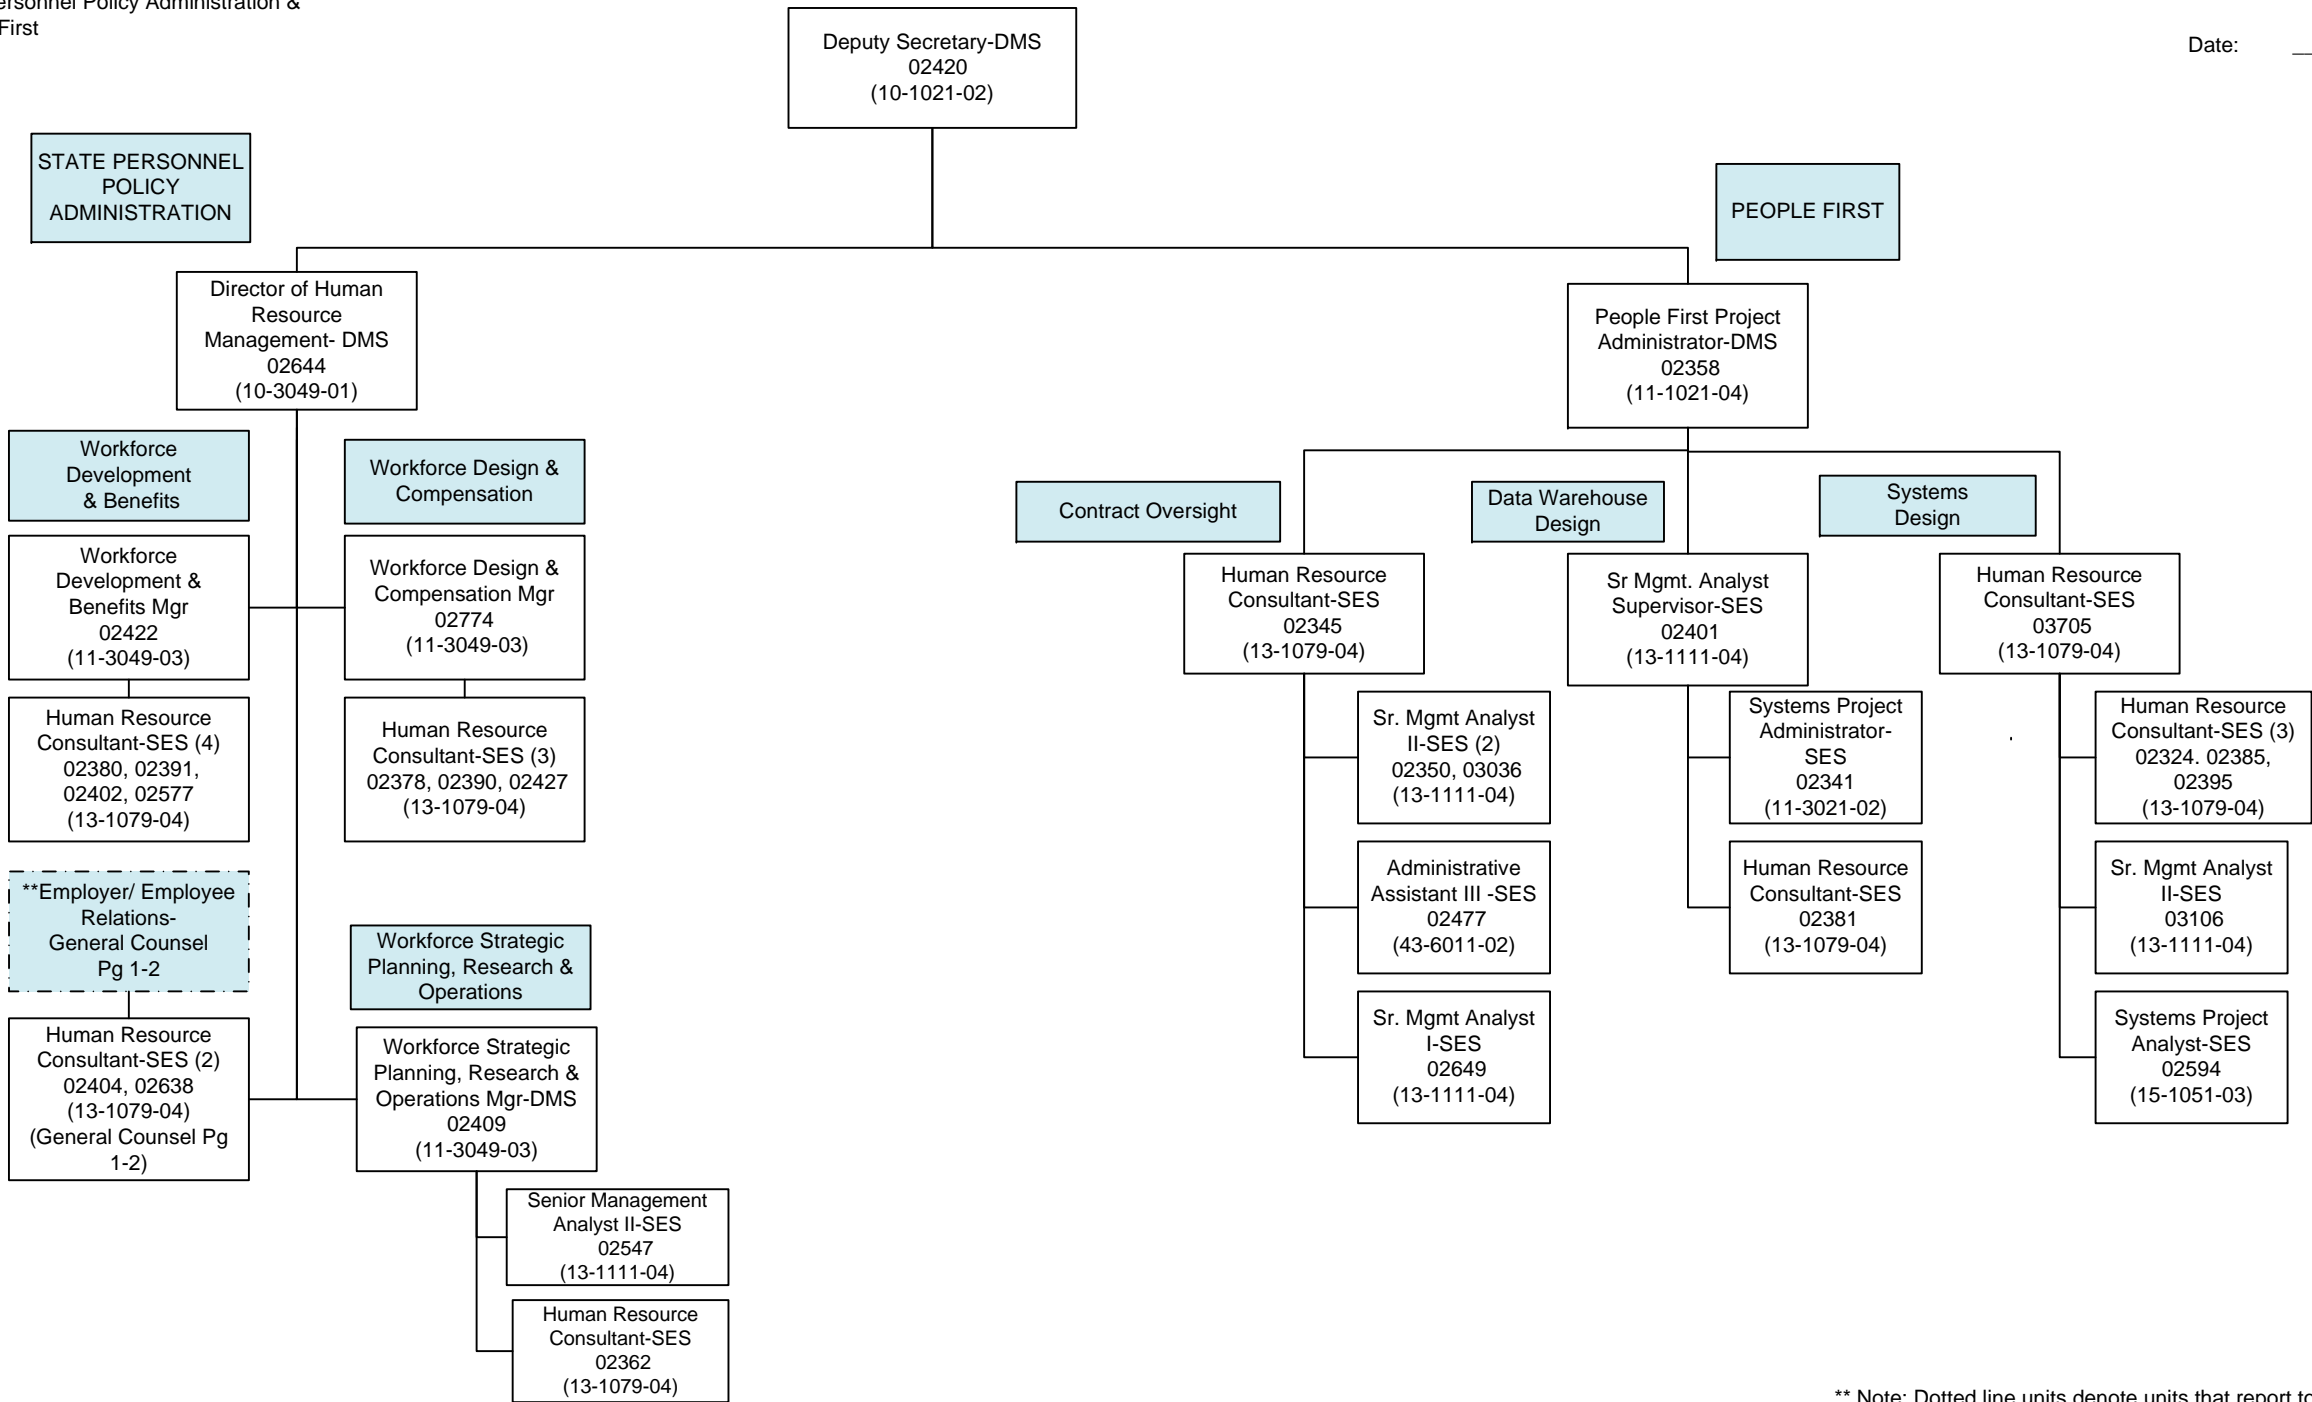 Personnel Policy Administration &
First
Date: __
Deputy Secretary-DMS
02420
(10-1021-02)
STATE PERSONNEL
POLICY
ADMINISTRATION
PEOPLE FIRST
Director of Human
Resource
Management- DMS
02644
(10-3049-01)
People First Project
Administrator-DMS
02358
(11-1021-04)
Workforce
Development
& Benefits
Workforce Design &
Compensation
Workforce
Development &
Benefits Mgr
02422
(11-3049-03)
Workforce Design &
Compensation Mgr
02774
(11-3049-03)
Human Resource
Consultant-SES (4)
02380, 02391,
02402, 02577
(13-1079-04)
Human Resource
Consultant-SES (3)
02378, 02390, 02427
(13-1079-04)
**Employer/ Employee
Relations-
General Counsel
Pg 1-2
Human Resource
Consultant-SES (2)
02404, 02638
(13-1079-04)
(General Counsel Pg
1-2)
Workforce Strategic
Planning, Research &
Operations
Workforce Strategic
Planning, Research &
Operations Mgr-DMS
02409
(11-3049-03)
Senior Management
Analyst II-SES
02547
(13-1111-04)
Human Resource
Consultant-SES
02362
(13-1079-04)
Contract Oversight
Human Resource
Consultant-SES
02345
(13-1079-04)
Sr. Mgmt Analyst
II-SES (2)
02350, 03036
(13-1111-04)
Administrative
Assistant III -SES
02477
(43-6011-02)
Sr. Mgmt Analyst
I-SES
02649
(13-1111-04)
Data Warehouse
Design
Sr Mgmt. Analyst
Supervisor-SES
02401
(13-1111-04)
Systems Project
Administrator-
SES
02341
(11-3021-02)
Human Resource
Consultant-SES
02381
(13-1079-04)
Systems
Design
Human Resource
Consultant-SES
03705
(13-1079-04)
Human Resource
Consultant-SES (3)
02324. 02385,
02395
(13-1079-04)
Sr. Mgmt Analyst
II-SES
03106
(13-1111-04)
Systems Project
Analyst-SES
02594
(15-1051-03)
** Note: Dotted line units denote units that report to